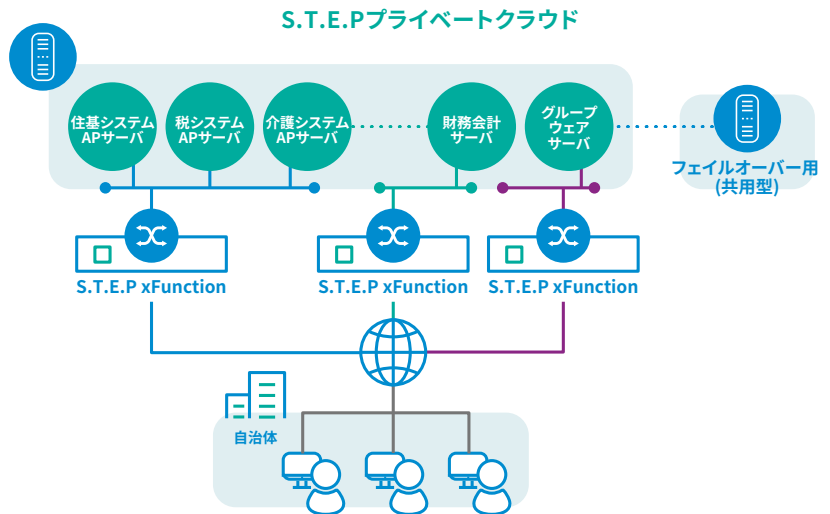 S.T.E.Pプライベートクラウド
住基システム
APサーバ
税システム
APサーバ
介護システム
APサーバ
財務会計
サーバ
グループ
ウェア
サーバ
フェイルオーバー用
(共用型)
S.T.E.P xFunction
S.T.E.P xFunction
S.T.E.P xFunction
自治体